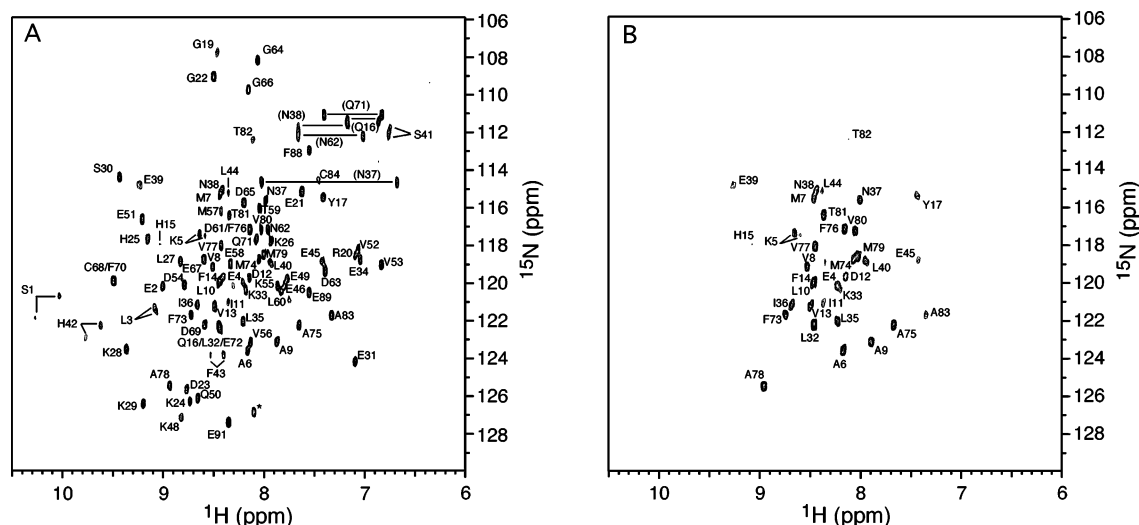 A
106
G19
G64
108
G22
G66
110
(Q71)
(N38)
(Q16)
T82
112
S41
(N62)
F88
S30
L44
C84
(N37)
114
E39
N38
D65
N37
M7
E21
Y17
E51
M57
T81
T59
116
H15
D61/F76
V80
N62
H25
K5
Q71
K26
V77
V52
118
L27
E58
M79
E45
R20
C68/F70
E67
M74
L40
V53
D54
F14
E4
D12
E49
E34
S1
E2
K55
E46
D63
120
K33
L60
E89
I36
I11
H42
L3
F73
V13
L35
A83
D69
V56
A75
122
K28
Q16/L32/E72
F43
A6
A9
E31
124
A78
D23
Q50
K29
K24
*
126
K48
E91
128
10
9
8
7
6
1H (ppm)
15N (ppm)
B
106
108
110
T82
112
114
E39
N38
L44
M7
N37
Y17
116
T81
V80
H15
K5
F76
V77
118
M79
E45
V8
M74
L40
F14
E4
D12
L10
K33
120
I36
I11
V13
A83
F73
L35
A75
L32
122
A6
A9
124
A78
126
128
10
9
8
7
6
1H (ppm)
15N (ppm)